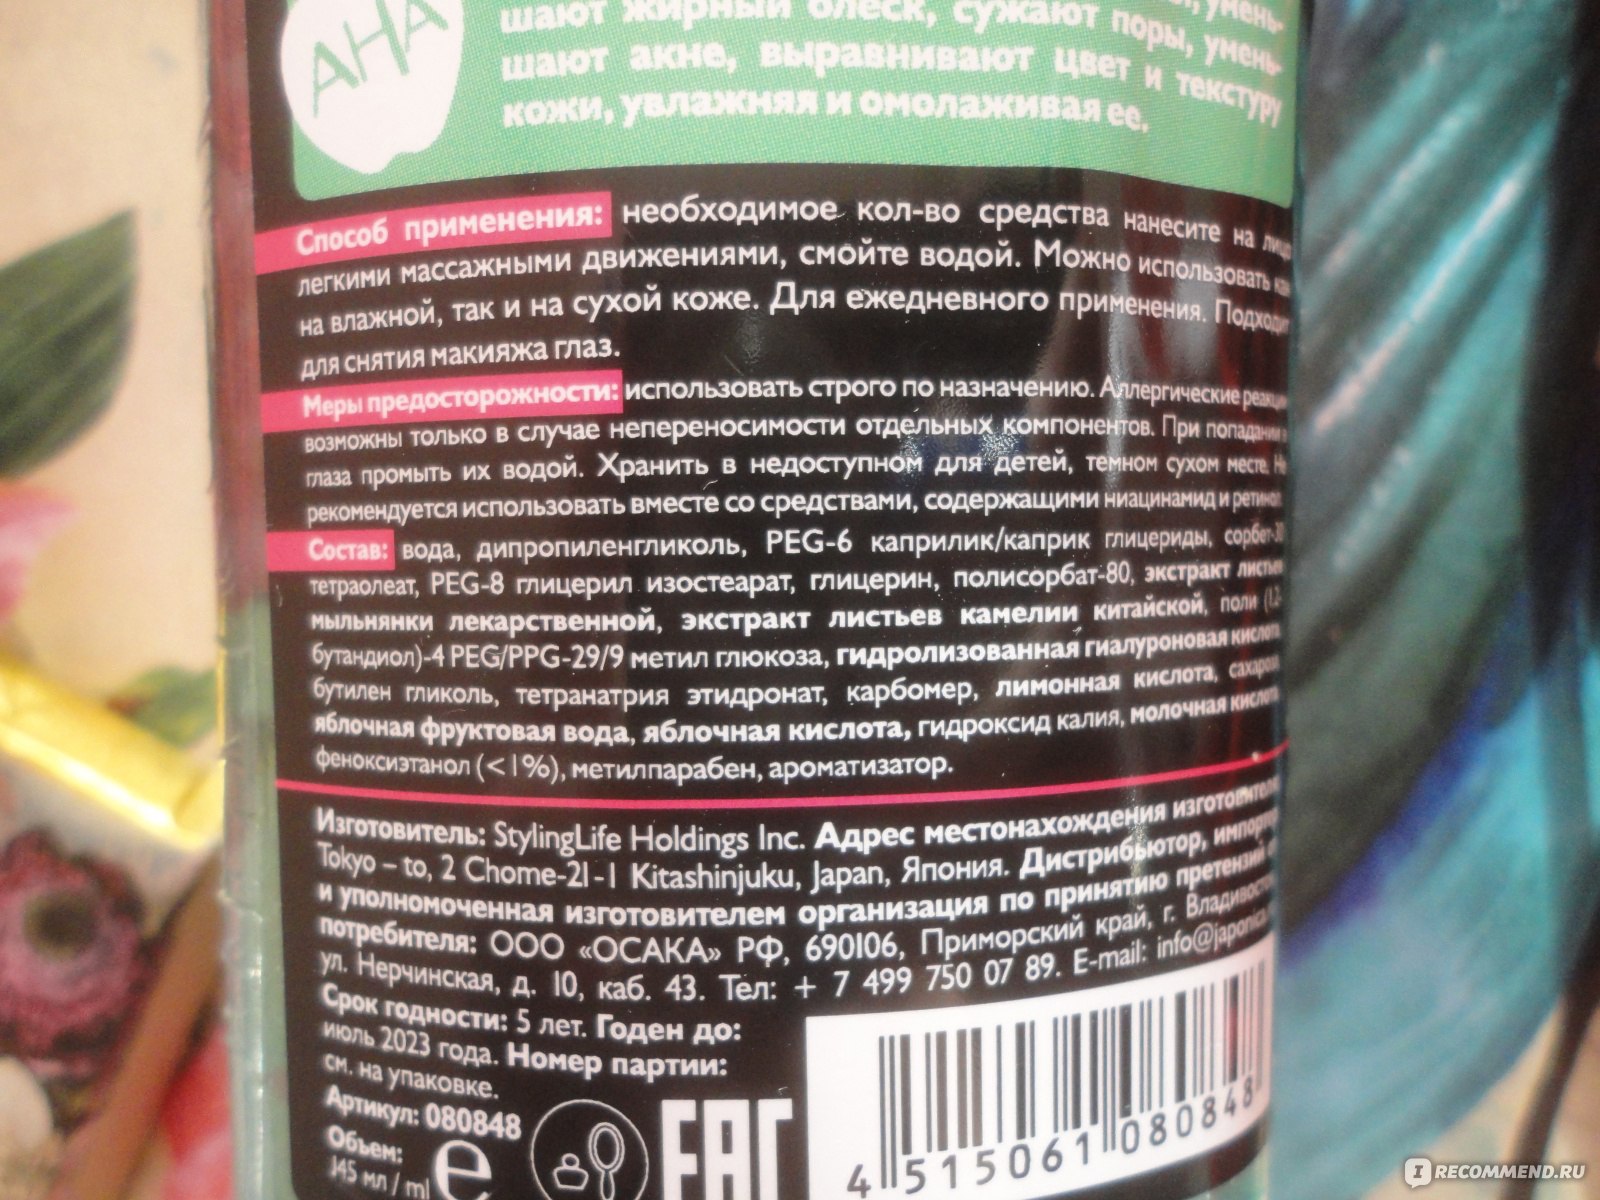 AHA
шают жирный блеск, сужают поры, умень-
шают акне, выравнивают цвет и текстуру
кожи, увлажняя и омолаживая ее.
Способ применения: необходимое кол-во средства нанесите на лицо
легкими массажными движениями, смойте водой. Можно использовать как
на влажной, так и на сухой коже. Для ежедневного применения. Подходит
для снятия макияжа глаз.
Меры предосторожности: использовать строго по назначению. Аллергические реакции
возможны только в случае непереносимости отдельных компонентов. При попадании в
глаза промыть их водой. Хранить в недоступном для детей, темном сухом месте. Не
рекомендуется использовать вместе со средствами, содержащими ниацинамид и ретинол.
Состав: вода, дипропиленгликоль, PEG-6 каприлик/каприк глицериды, сорбет-30
тетраолеат, PEG-8 глицерил изостеарат, глицерин, полисорбат-80, экстракт листьев
мыльнянки лекарственной, экстракт листьев камелии китайской, поли (1,2-
бутандиол)-4 PEG/PPG-29/9 метил глюкоза, гидролизованная гиалуроновая кислота,
бутилен гликоль, тетранатрия этидронат, карбомер, лимонная кислота, сахароза,
яблочная фруктовая вода, яблочная кислота, гидроксид калия, молочная кислота,
феноксиэтанол (<1%), метилпарабен, ароматизатор.
Изготовитель: StylingLife Holdings Inc. Адрес местонахождения изготовителя:
Tokyo – to, 2 Chome-21-1 Kitashinjuku, Japan, Япония. Дистрибьютор, импортер
и уполномоченная изготовителем организация по принятию претензий от
потребителя: ООО «ОСАКА» РФ, 690106, Приморский край, г. Владивосток,
ул. Нерчинская, д. 10, каб. 43. Тел: + 7 499 750 07 89. E-mail: info@japonica.
Срок годности: 5 лет. Годен до:
июль 2023 года. Номер партии:
см. на упаковке.
Артикул: 080848
Объем:
145 мл / ml
e
EAC
4 515061 080848
IRECOMMEND.RU